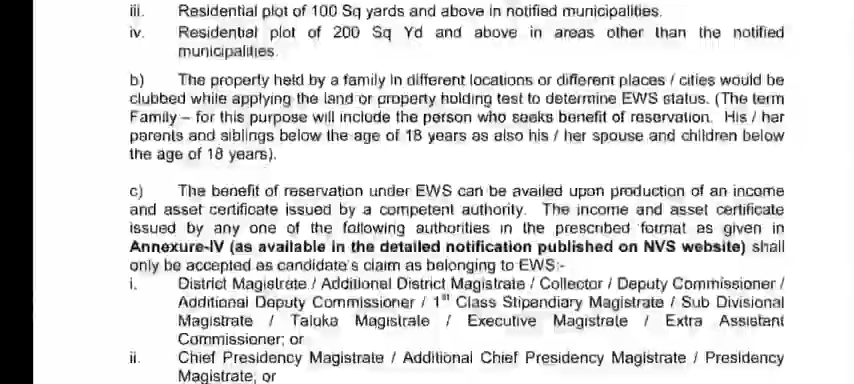 iii. Residential plot of 100 Sq yards and above in notified municipalities.
iv. Residential plot of 200 Sq Yd and above in areas other than the notified
municipalities.
b) The property held by a family in different locations or different places / cities would be
clubbed while applying the land or property holding test to determine EWS status. (The term
Family – for this purpose will include the person who seeks benefit of reservation. His / her
parents and siblings below the age of 18 years as also his / her spouse and children below
the age of 18 years).
c) The benefit of reservation under EWS can be availed upon production of an income
and asset certificate issued by a competent authority. The income and asset certificate
issued by any one of the following authorities in the prescribed format as given in
Annexure-IV (as available in the detailed notification published on NVS website) shall
only be accepted as candidate's claim as belonging to EWS:-
i. District Magistrate / Additional District Magistrate / Collector / Deputy Commissioner /
Additional Deputy Commissioner / 1st Class Stipendiary Magistrate / Sub Divisional
Magistrate / Taluka Magistrate / Executive Magistrate / Extra Assistant
Commissioner; or
ii. Chief Presidency Magistrate / Additional Chief Presidency Magistrate / Presidency
Magistrate; or